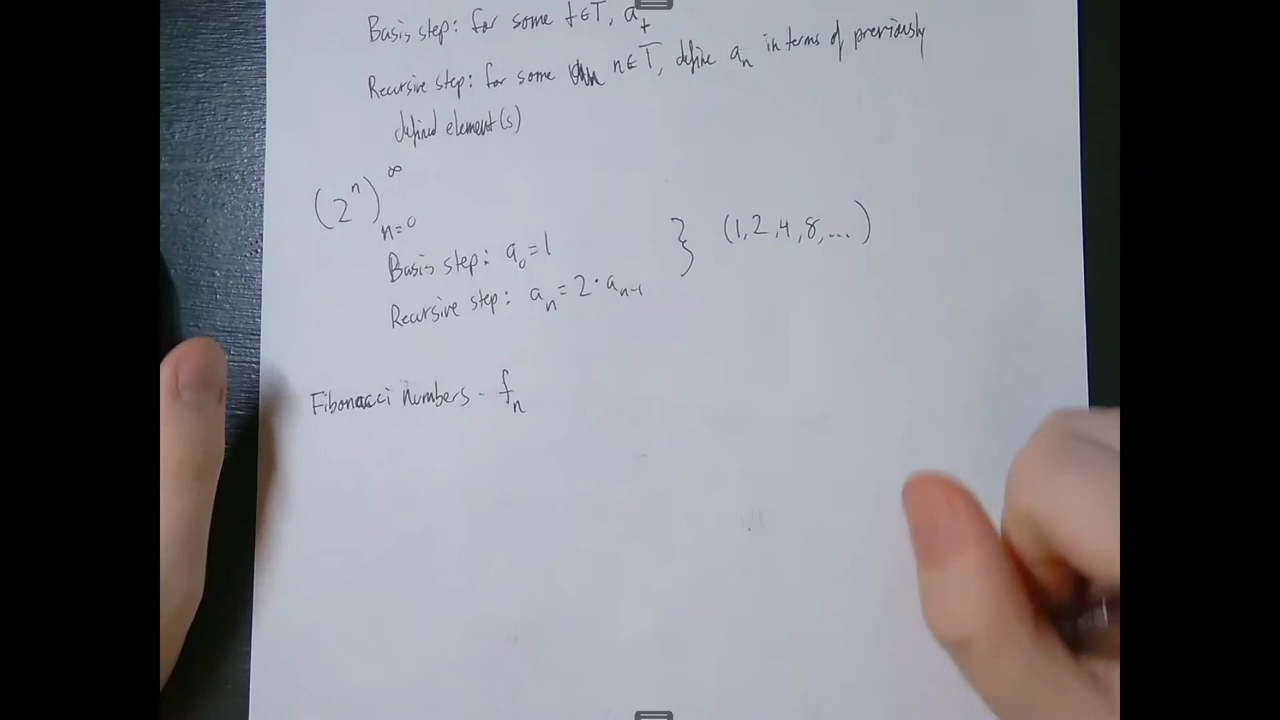 Basis step: for some t∈T, a_t
Recursive step: for some n∈T, define a_n in terms of previously
defined element(s)
(2^n)_{n=0}^∞
Basis step: a_0 = 1
Recursive step: a_n = 2·a_{n-1}
} (1,2,4,8,...)
Fibonacci numbers - f_n